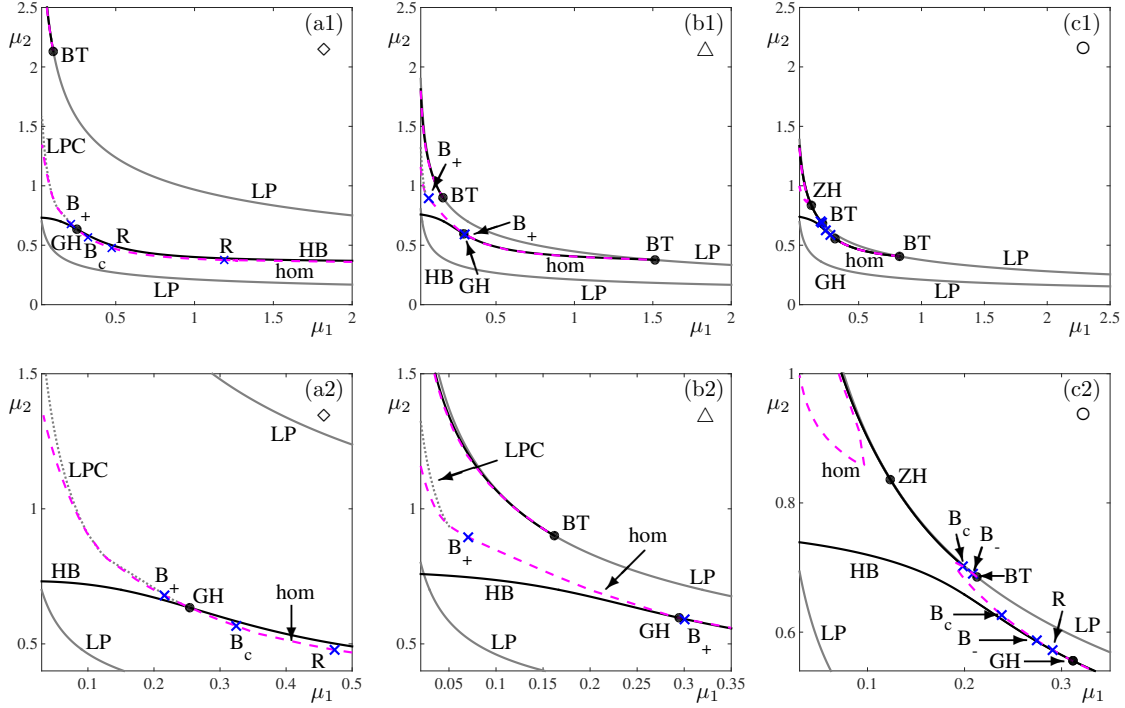 2.5
μ2
2
1.5
1
0.5
0
(a1)
BT
LPC
B+
GH
Bc
R
R
LP
HB
hom
LP
0.5
1
1.5
μ1
2
2.5
μ2
2
1.5
1
0.5
0
(b1)
B+
BT
B+
BT
LP
HB
GH
hom
LP
0.5
1
1.5
μ1
2
2.5
μ2
2
1.5
1
0.5
0
(c1)
ZH
BT
BT
hom
GH
LP
0.5
1
1.5
2
μ1
2.5
1.5
μ2
1
0.5
(a2)
LP
LPC
HB
B+
GH
hom
Bc
R
LP
0.1
0.2
0.3
0.4
μ1
0.5
1.5
μ2
1
0.5
(b2)
LPC
BT
hom
B+
LP
HB
GH
B+
LP
0.05
0.1
0.15
0.2
0.25
0.3
μ1
0.35
1
μ2
0.8
0.6
(c2)
hom
ZH
Bc
B-
BT
HB
Bc
R
B-
LP
GH
LP
0.1
0.2
0.3
μ1